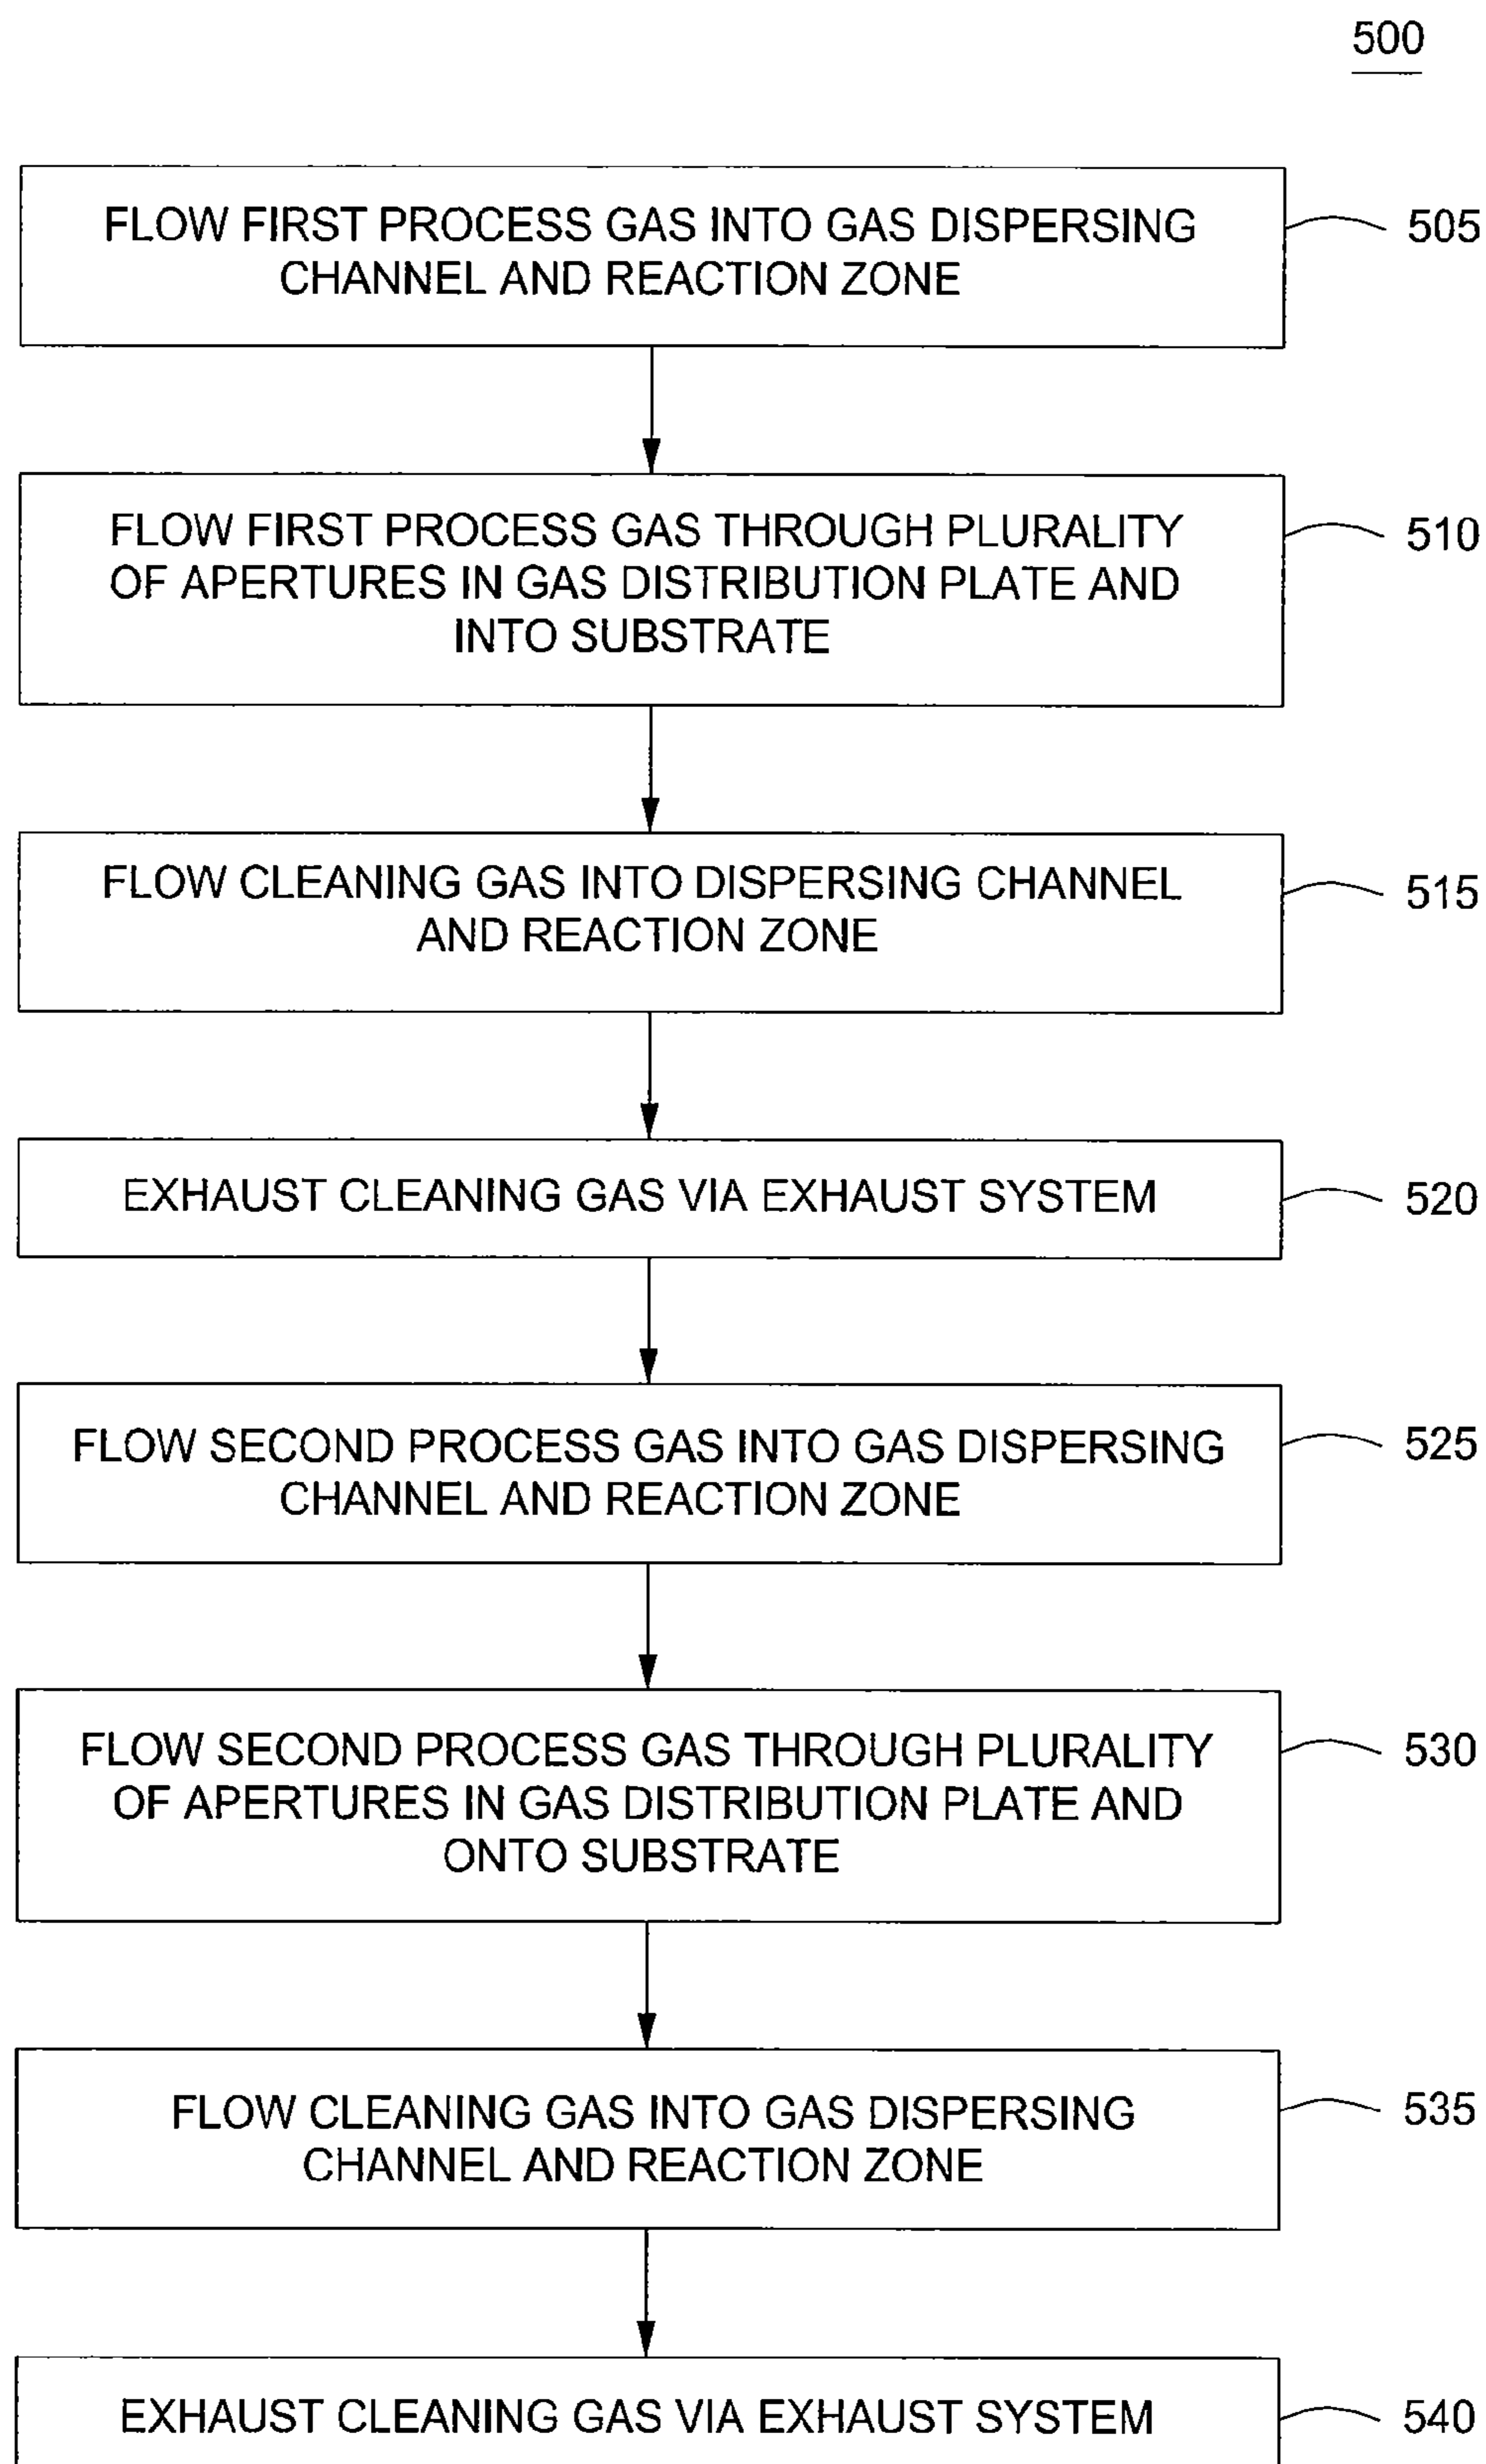 500
FLOW FIRST PROCESS GAS INTO GAS DISPERSING
CHANNEL AND REACTION ZONE
505
FLOW FIRST PROCESS GAS THROUGH PLURALITY
OF APERTURES IN GAS DISTRIBUTION PLATE AND
INTO SUBSTRATE
510
FLOW CLEANING GAS INTO DISPERSING CHANNEL
AND REACTION ZONE
515
EXHAUST CLEANING GAS VIA EXHAUST SYSTEM
520
FLOW SECOND PROCESS GAS INTO GAS DISPERSING
CHANNEL AND REACTION ZONE
525
FLOW SECOND PROCESS GAS THROUGH PLURALITY
OF APERTURES IN GAS DISTRIBUTION PLATE AND
ONTO SUBSTRATE
530
FLOW CLEANING GAS INTO GAS DISPERSING
CHANNEL AND REACTION ZONE
535
EXHAUST CLEANING GAS VIA EXHAUST SYSTEM
540